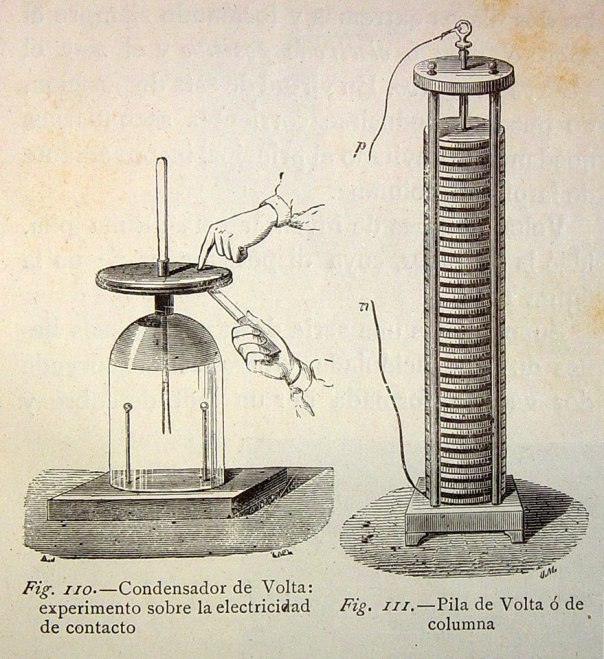 p
n
Fig. 110.—Condensador de Volta:
experimento sobre la electricidad
de contacto
Fig. 111.—Pila de Volta ó de
columna